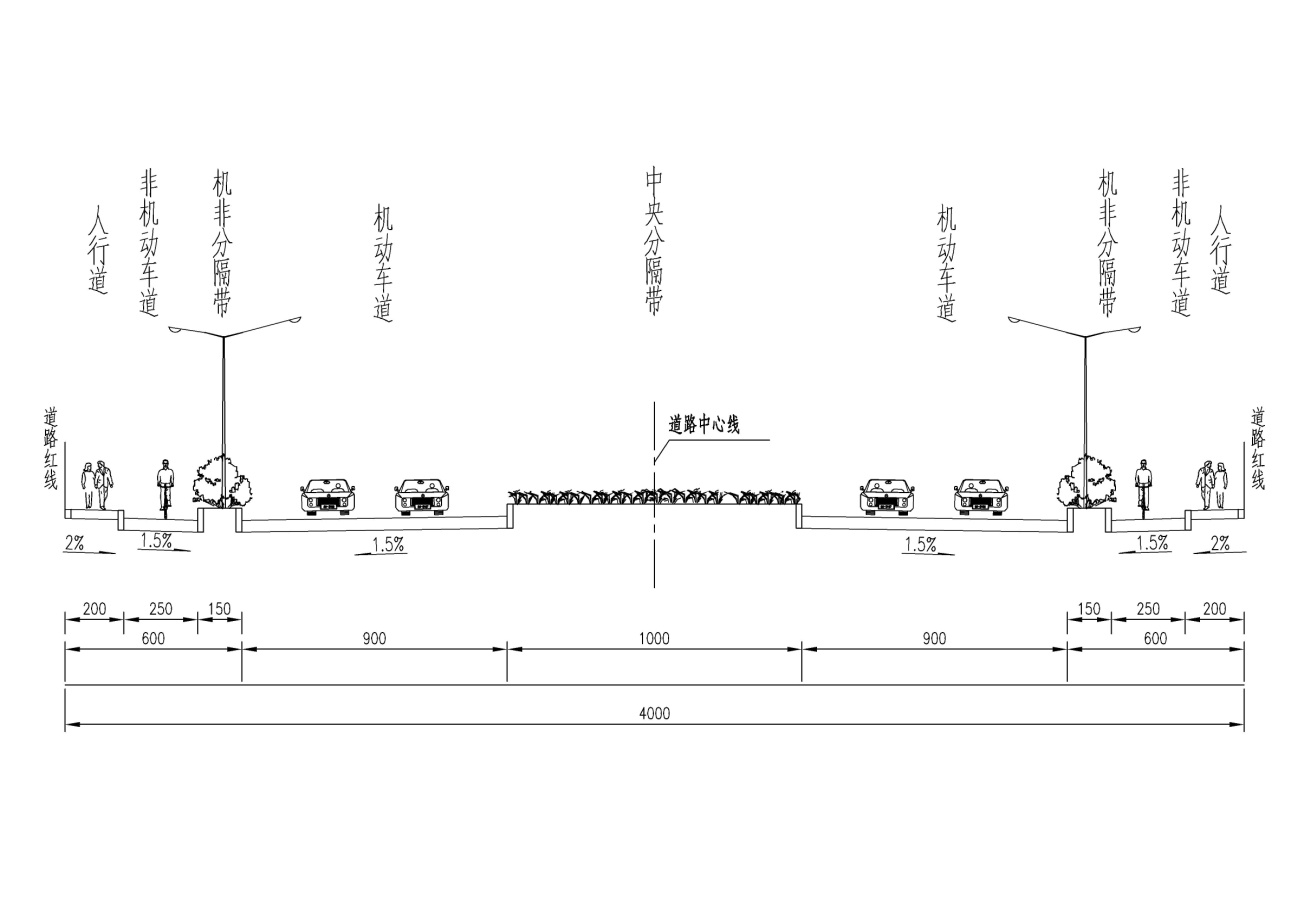 人行道
非机动车道
机非分隔带
机动车道
中央分隔带
机动车道
机非分隔带
非机动车道
人行道
道路红线
道路中心线
道路红线
2%
1.5%
1.5%
1.5%
1.5%
2%
200
250
150
150
250
200
600
900
1000
900
600
4000